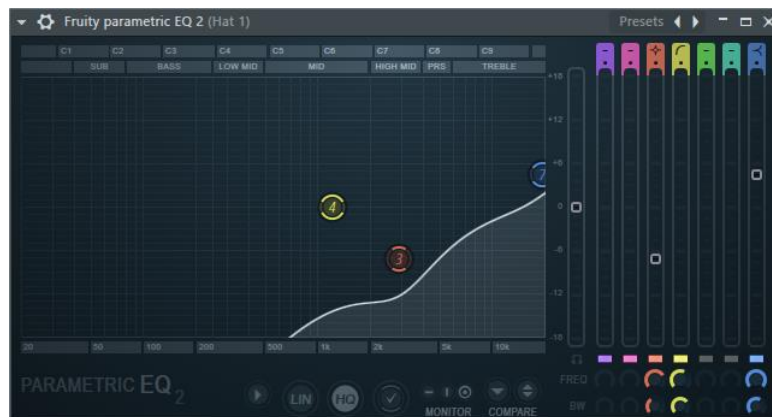 Fruity parametric EQ 2 (Hat 1) Presets
C1 C2 C3 C4 C5 C6 C7 C8 C9
SUB BASS LOW MID MID HIGH MID PRS TREBLE
+18
+12
+6
0
-6
-12
-18
4
3
7
20 50 100 200 500 1k 2k 5k 10k
FREQ
BW
PARAMETRIC EQ 2
LIN HQ
MONITOR COMPARE